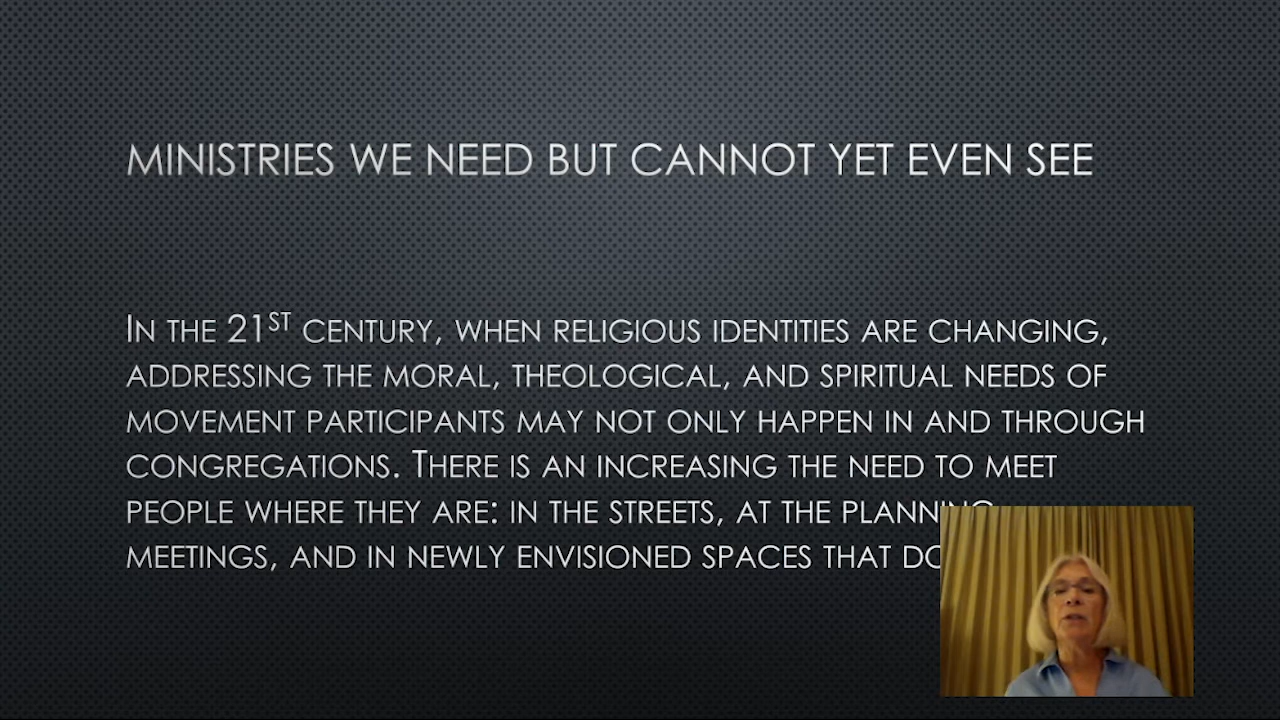 MINISTRIES WE NEED BUT CANNOT YET EVEN SEE
IN THE 21ST CENTURY, WHEN RELIGIOUS IDENTITIES ARE CHANGING,
ADDRESSING THE MORAL, THEOLOGICAL, AND SPIRITUAL NEEDS OF
MOVEMENT PARTICIPANTS MAY NOT ONLY HAPPEN IN AND THROUGH
CONGREGATIONS. THERE IS AN INCREASING THE NEED TO MEET
PEOPLE WHERE THEY ARE: IN THE STREETS, AT THE PLANNING
MEETINGS, AND IN NEWLY ENVISIONED SPACES THAT